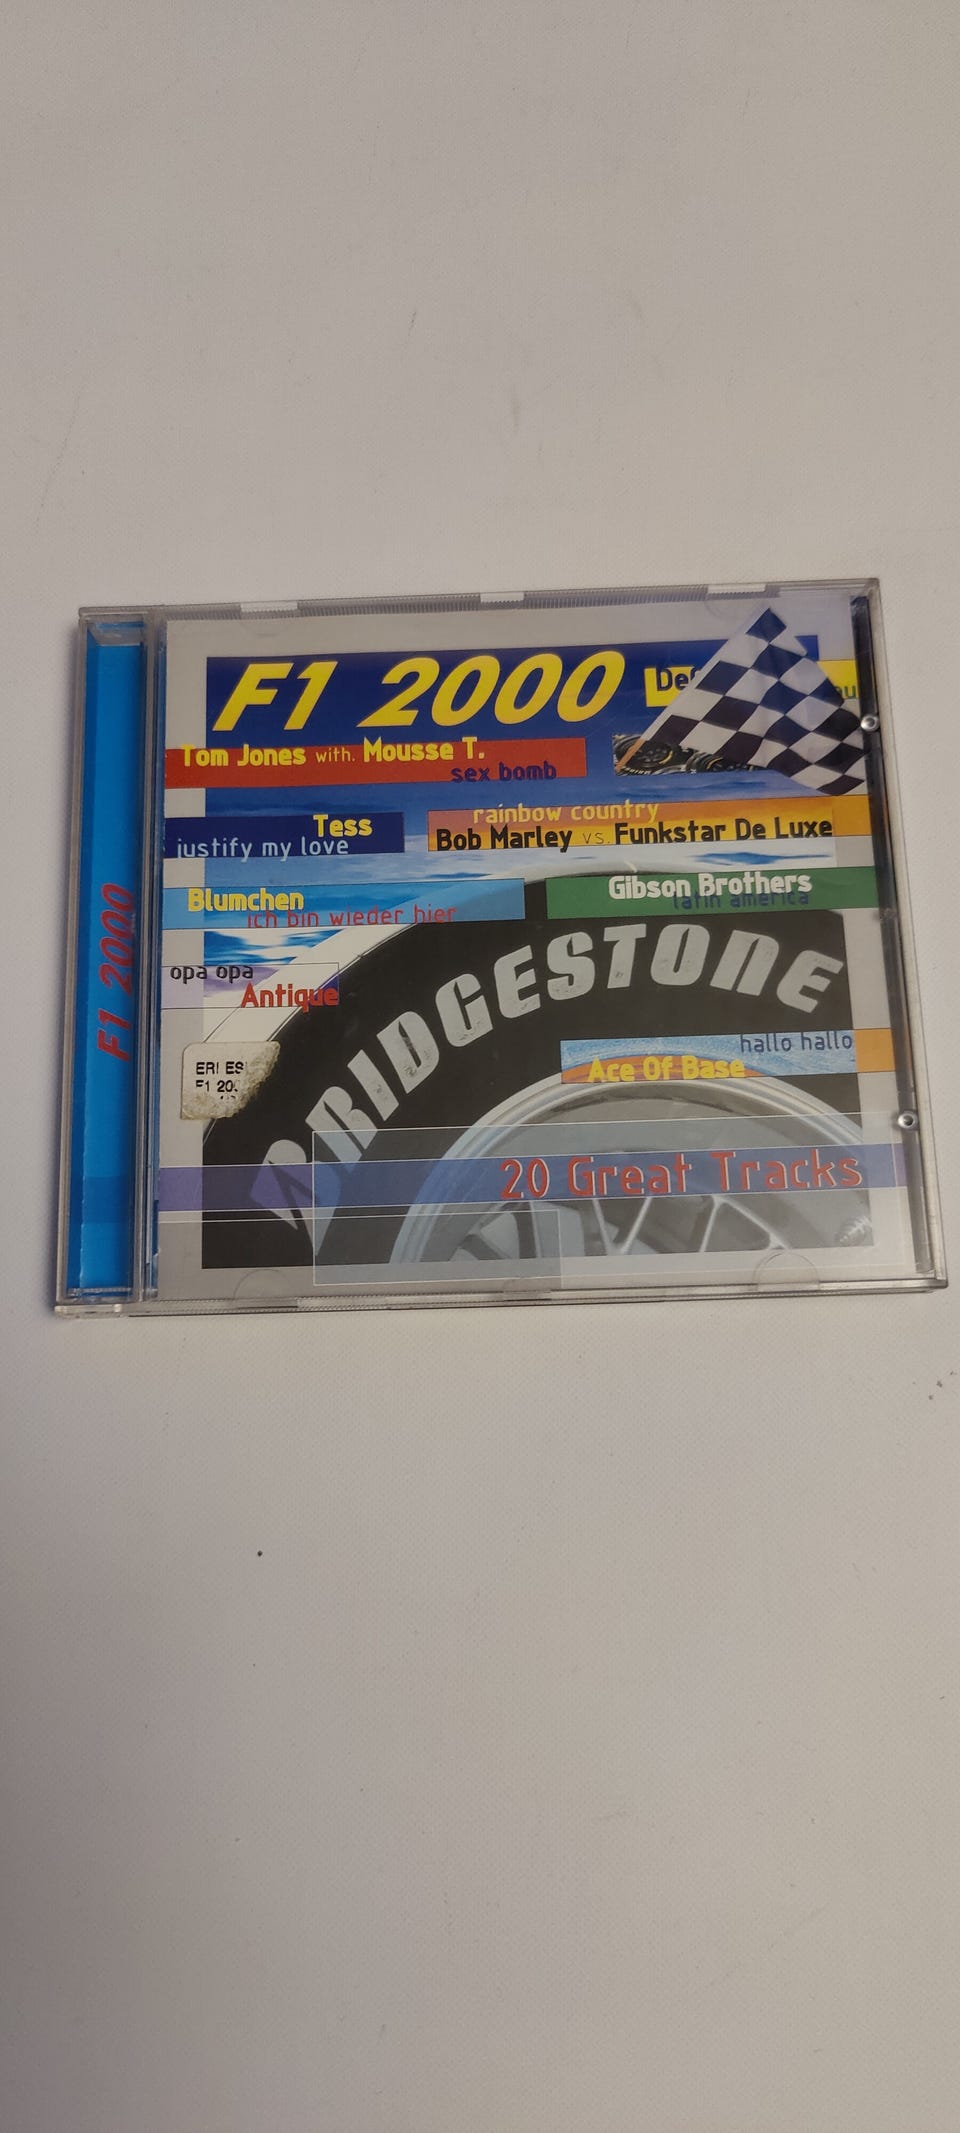 F1 2000
F1 2000
Tom Jones with. Mousse T.
sex bomb
Tess
justify my love
rainbow country
Bob Marley vs. Funkstar De Luxe
Blumchen
ich bin wieder hier
Gibson Brothers
latin america
opa opa
Antique
BRIDGESTONE
hallo hallo
Ace Of Base
20 Great Tracks